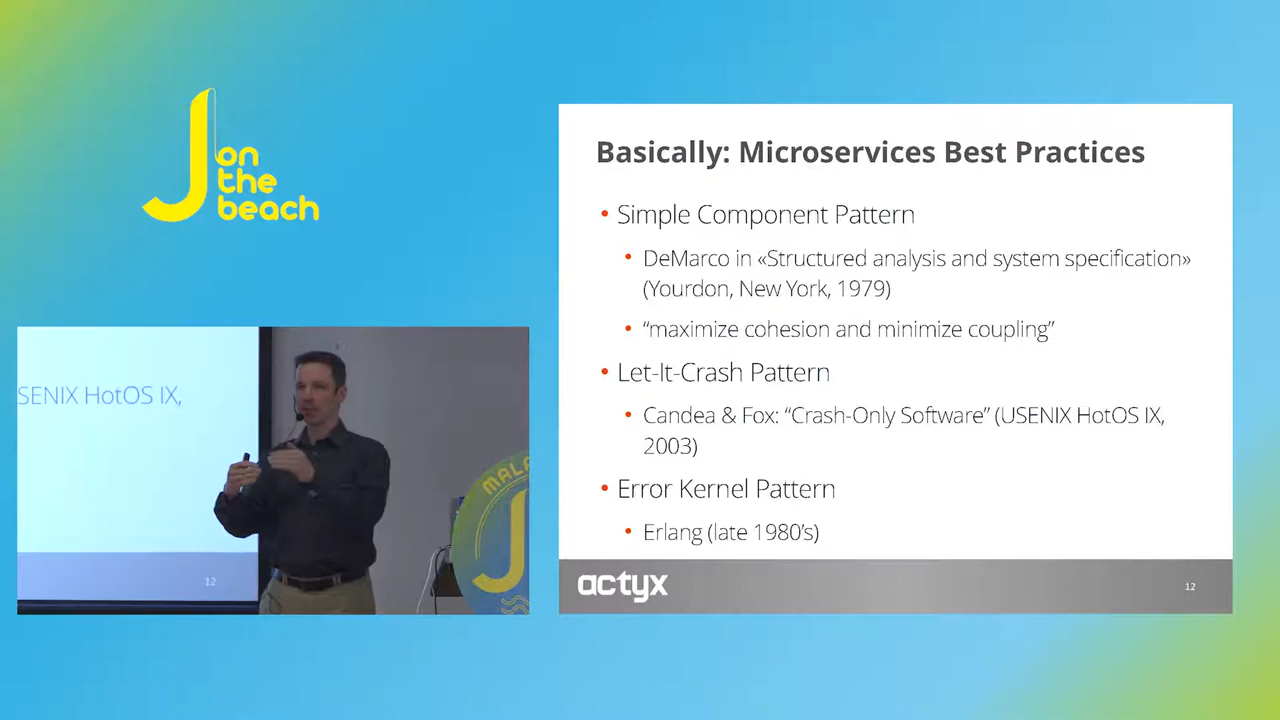 on
the
beach
Basically: Microservices Best Practices
• Simple Component Pattern
• DeMarco in «Structured analysis and system specification»
(Yourdon, New York, 1979)
• “maximize cohesion and minimize coupling”
• Let-It-Crash Pattern
• Candea & Fox: “Crash-Only Software” (USENIX HotOS IX,
2003)
• Error Kernel Pattern
• Erlang (late 1980’s)
actyx
12
SENIX HotOS IX,
12
MALA
J